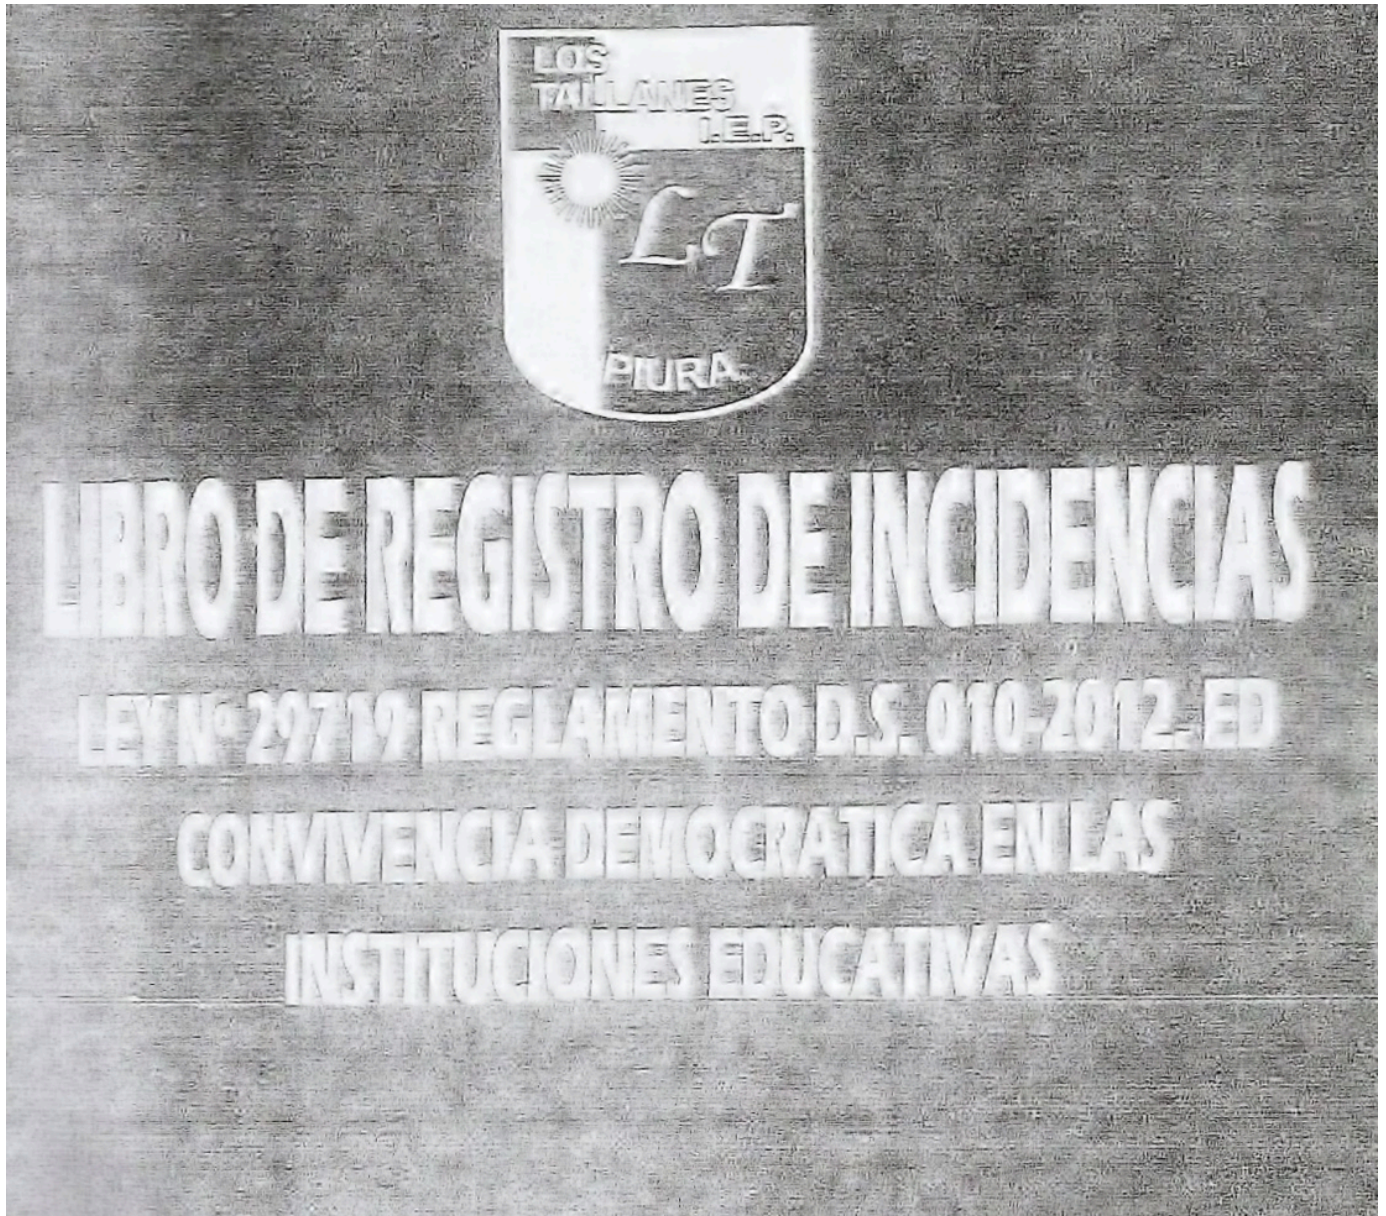 LOS
TALLANES
I.E.P.
LT
PIURA
LIBRO DE REGISTRO DE INCIDENCIAS
LEY Nº 29719 REGLAMENTO D.S. 010-2012- ED
CONVIVENCIA DEMOCRATICA EN LAS
INSTITUCIONES EDUCATIVAS